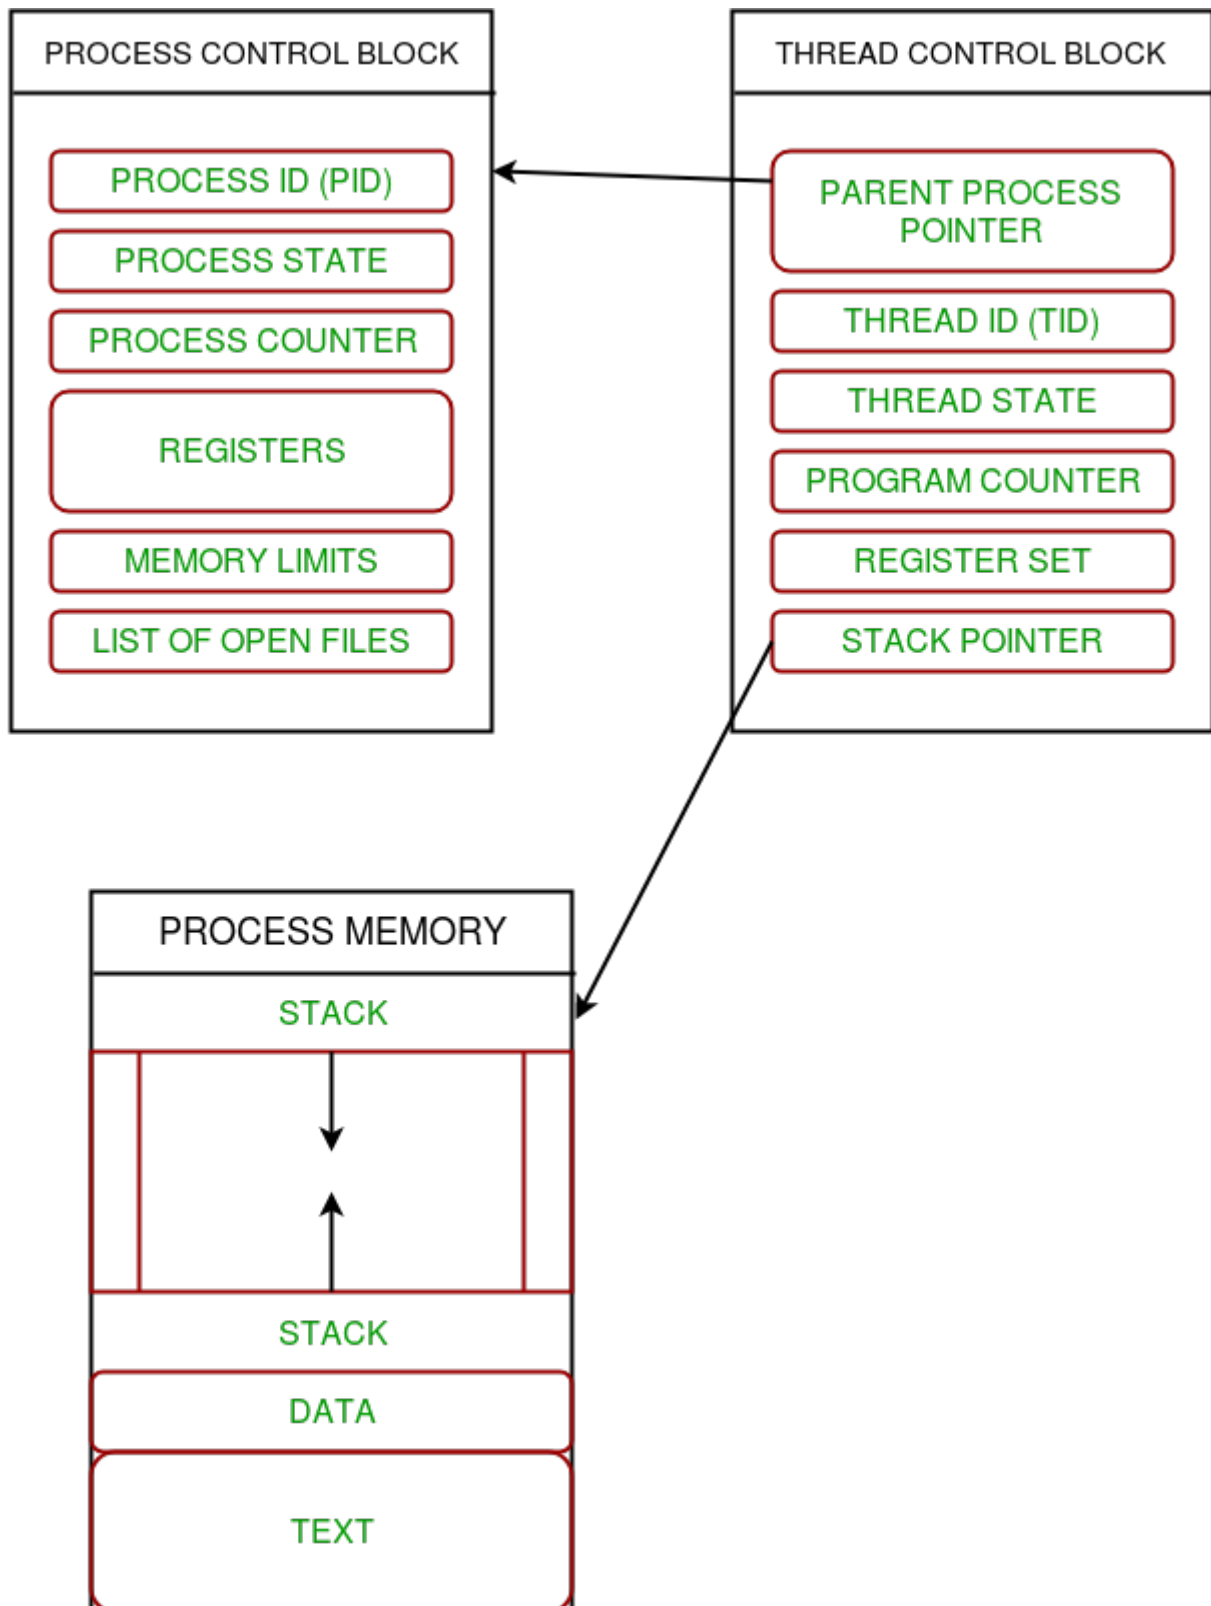 PROCESS CONTROL BLOCK
PROCESS ID (PID)
PROCESS STATE
PROCESS COUNTER
REGISTERS
MEMORY LIMITS
LIST OF OPEN FILES
THREAD CONTROL BLOCK
PARENT PROCESS
POINTER
THREAD ID (TID)
THREAD STATE
PROGRAM COUNTER
REGISTER SET
STACK POINTER
PROCESS MEMORY
STACK
STACK
DATA
TEXT